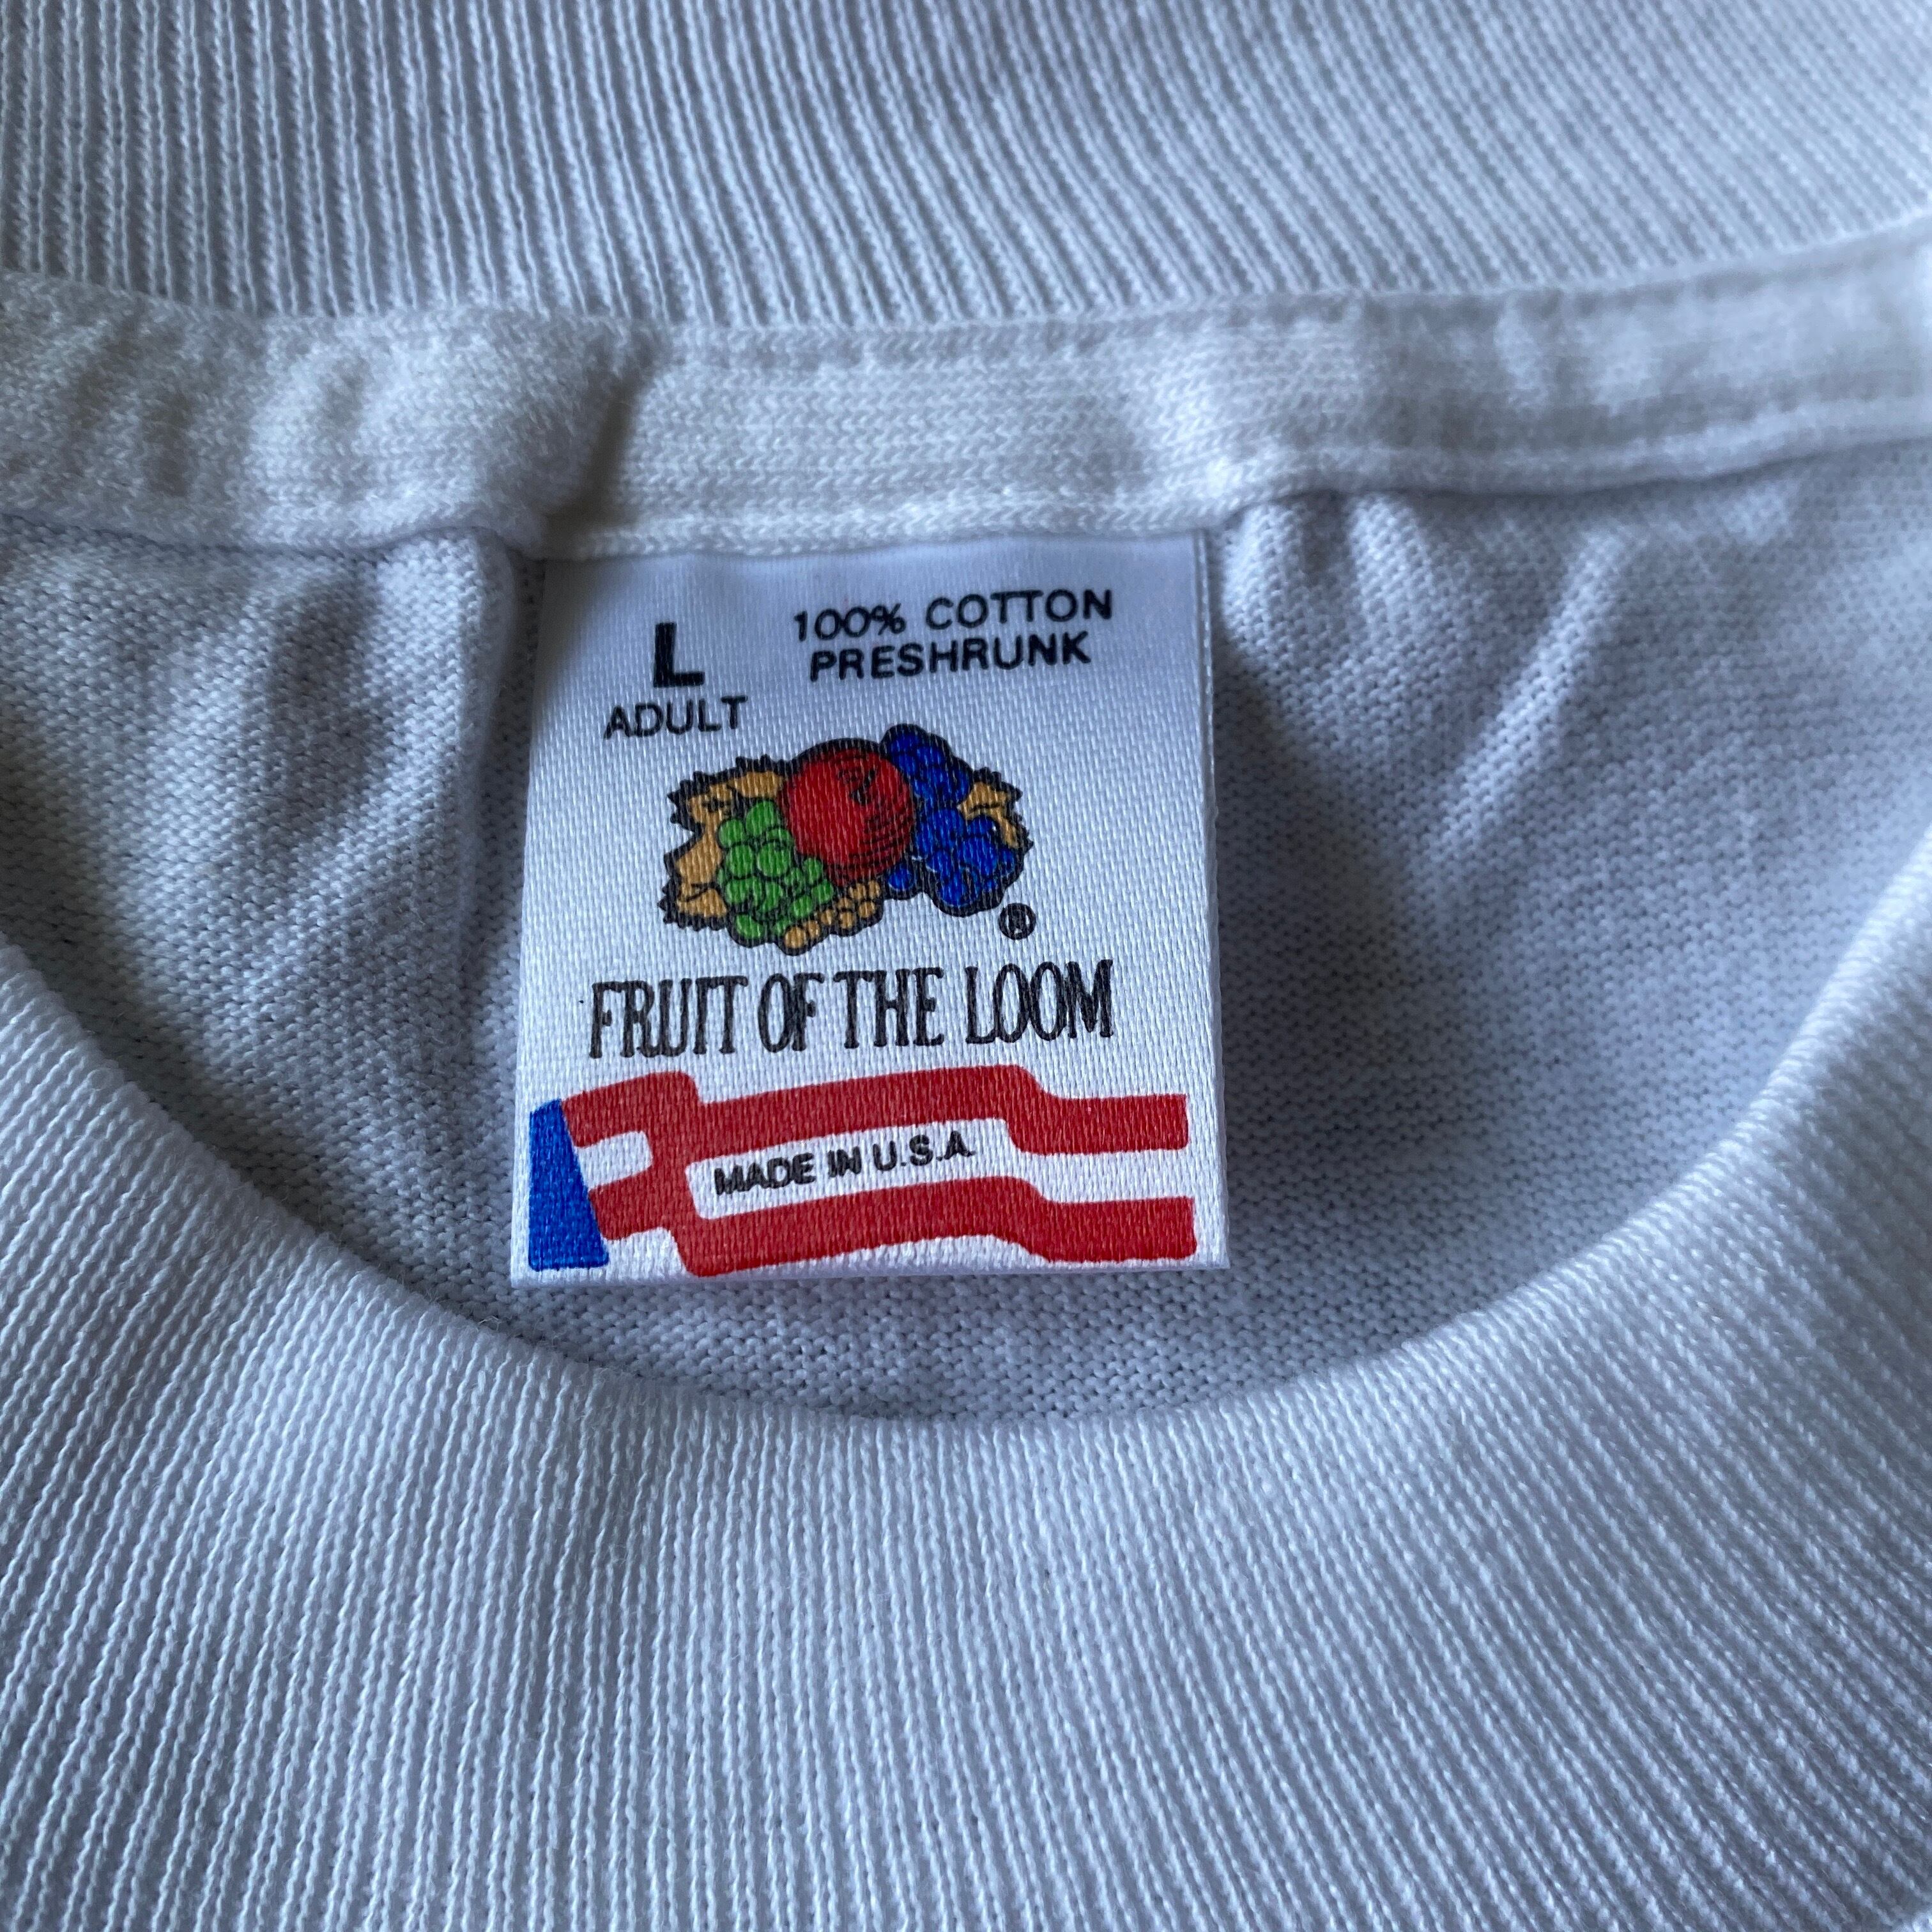 L
ADULT
100% COTTON
PRESHRUNK
®
FRUIT OF THE LOOM
MADE IN U.S.A.